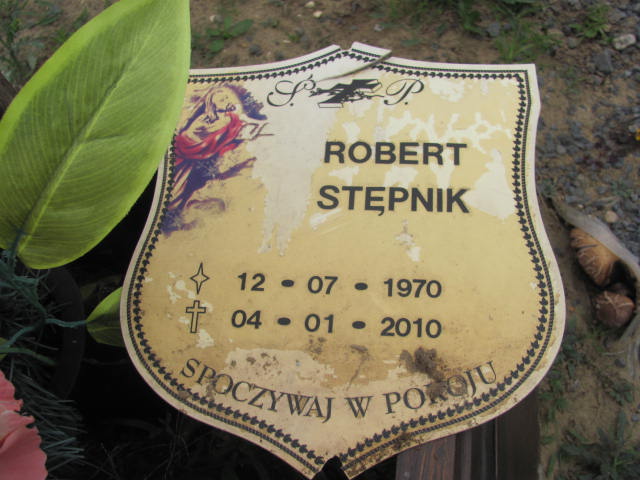 Ś. P.
ROBERT
STĘPNIK
12 • 07 • 1970
04 • 01 • 2010
SPOCZYWAJ W POKOJU